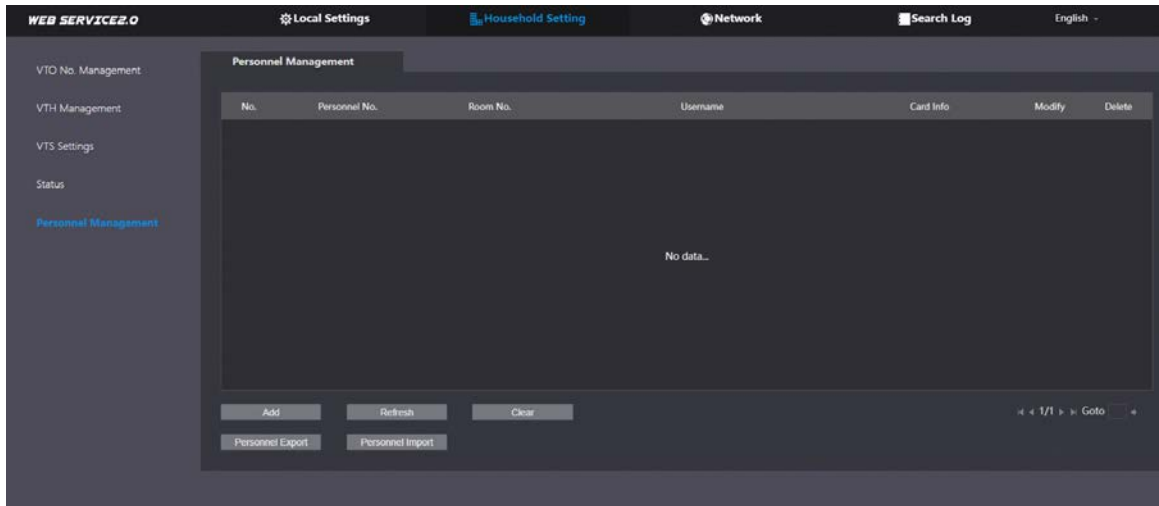 WEB SERVICE2.0 Local Settings Household Setting Network Search Log English
VTO No. Management
VTH Management
VTS Settings
Status
Personnel Management
Personnel Management
No. Personnel No. Room No. Username Card Info Modify Delete
No data...
Add Refresh Clear 1/1 Goto
Personnel Export Personnel Import